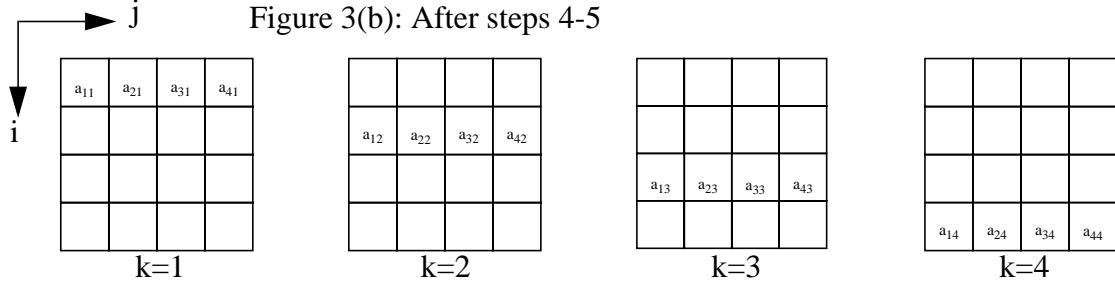 j Figure 3(b): After steps 4-5
i
a11 a21 a31 a41
a12 a22 a32 a42
a13 a23 a33 a43
a14 a24 a34 a44
k=1 k=2 k=3 k=4